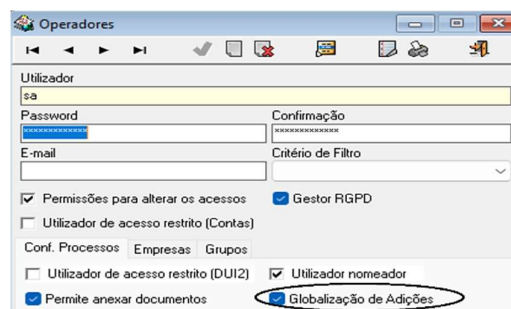 Operadores
Utilizador
sa
Password Confirmação
************* *************
E-mail Critério de Filtro
Permissões para alterar os acessos Gestor RGPD
Utilizador de acesso restrito (Contas)
Conf. Processos Empresas Grupos
Utilizador de acesso restrito (DUI2) Utilizador nomeador
Permite anexar documentos Globalização de Adições